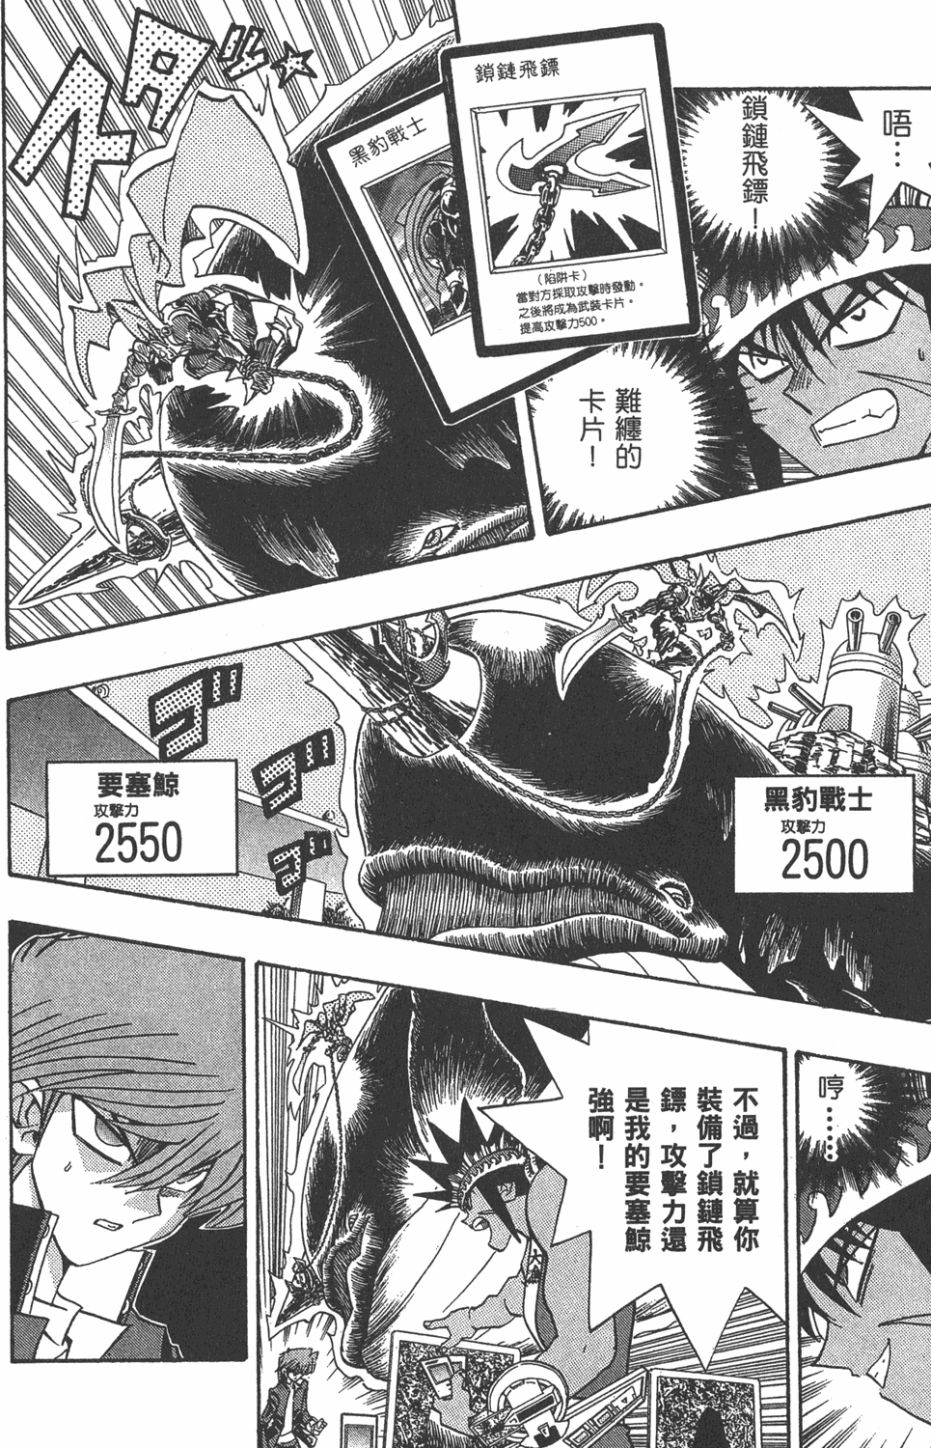 唔⋯
鎖鏈飛鏢！
鎖鏈飛鏢
（陷阱卡）
當對方採取攻擊時發動。
之後將成為武裝卡片。
提高攻擊力500。
黑豹戰士
難纏的
卡片！
黑豹戰士
攻擊力
2500
要塞鯨
攻擊力
2550
ゴゴゴゴ
哼⋯⋯
不過，就算你
裝備了鎖鏈飛
鏢，攻擊力還
是我的要塞鯨
強啊！